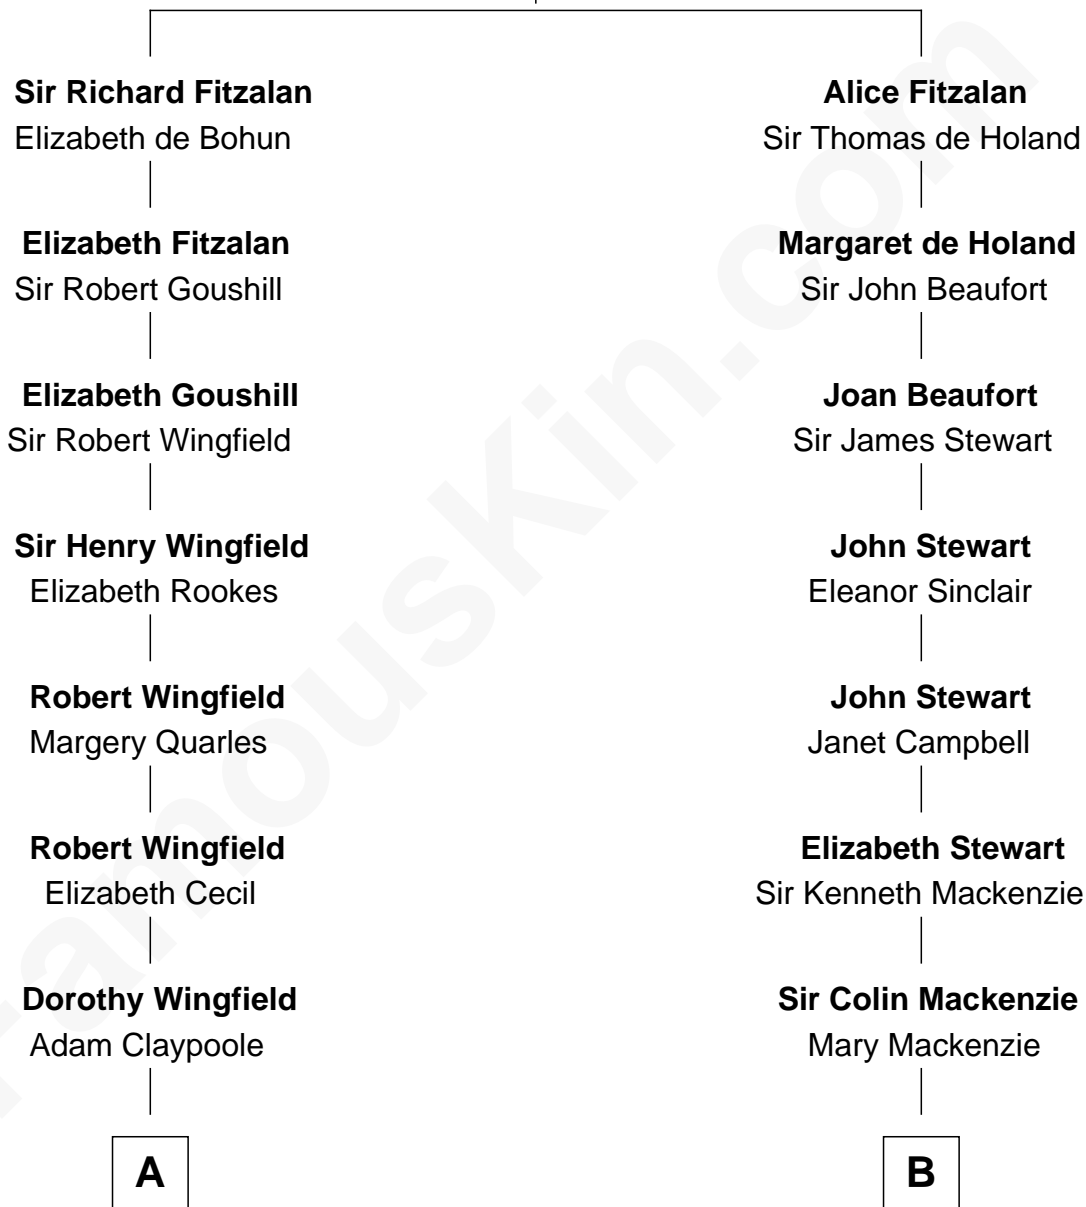 Sir Richard Fitzalan
Elizabeth de Bohun
Elizabeth Fitzalan
Sir Robert Goushill
Elizabeth Goushill
Sir Robert Wingfield
Sir Henry Wingfield
Elizabeth Rookes
Robert Wingfield
Margery Quarles
Robert Wingfield
Elizabeth Cecil
Dorothy Wingfield
Adam Claypoole
A
Alice Fitzalan
Sir Thomas de Holand
Margaret de Holand
Sir John Beaufort
Joan Beaufort
Sir James Stewart
John Stewart
Eleanor Sinclair
John Stewart
Janet Campbell
Elizabeth Stewart
Sir Kenneth Mackenzie
Sir Colin Mackenzie
Mary Mackenzie
B
FamousKin.com